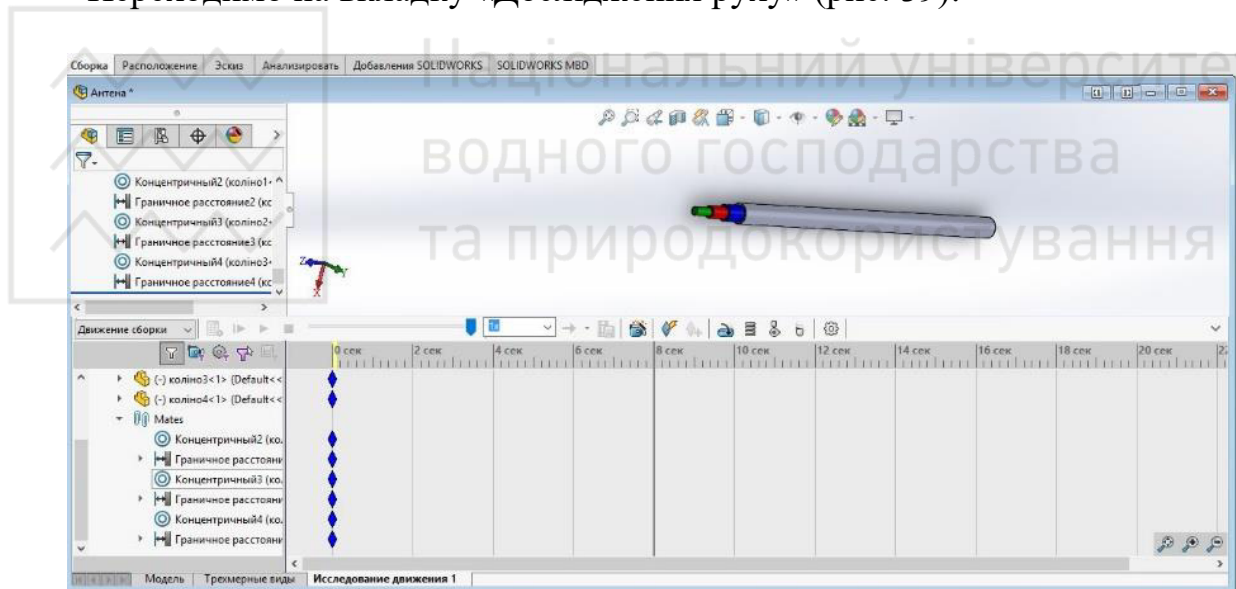 Переходимо на вкладку «Дослідження руху» (рис. 39).
Національний університе
водного господарства
та природокористування
Сборка Расположение Эскиз Анализировать Добавления SOLIDWORKS SOLIDWORKS MBD
Антена *
Концентричный2 (коліно1-
Граничное расстояние2 (кс
Концентричный3 (коліно2-
Граничное расстояние3 (кс
Концентричный4 (коліно3-
Граничное расстояние4 (кс
Z Y
X
Движение сборки 1x
0 сек 2 сек 4 сек 6 сек 8 сек 10 сек 12 сек 14 сек 16 сек 18 сек 20 сек 22
(-) коліно3<1> (Default<<
(-) коліно4<1> (Default<<
Mates
Концентричный2 (ко.
Граничное расстояни
Концентричный3 (ко.
Граничное расстояни
Концентричный4 (ко.
Граничное расстояни
Модель Трехмерные виды Исследование движения 1